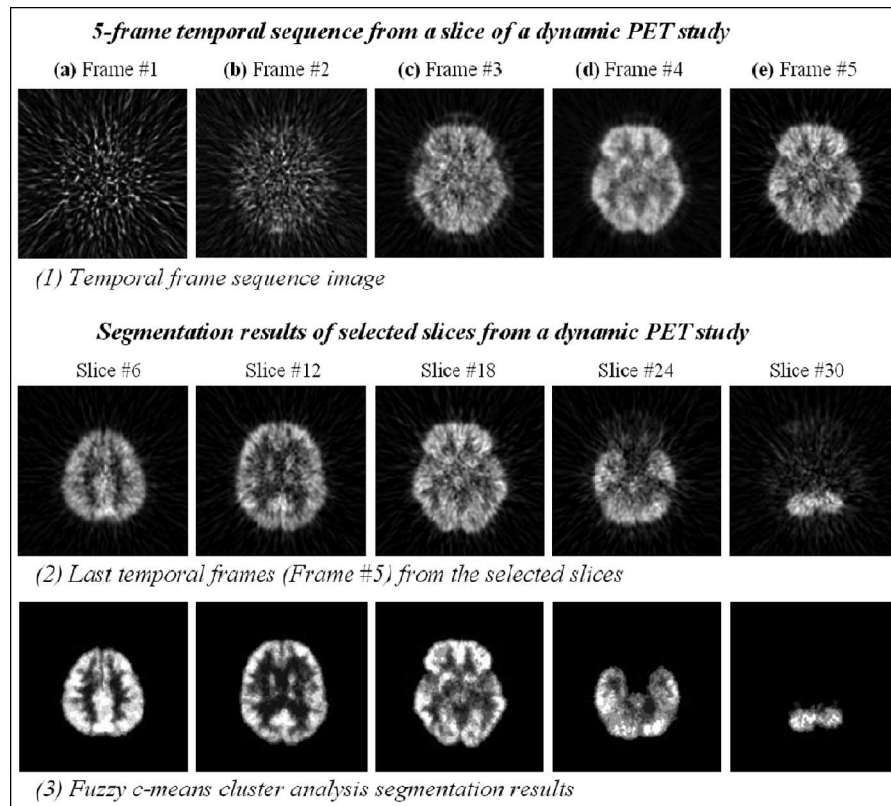 5-frame temporal sequence from a slice of a dynamic PET study
(a) Frame #1 (b) Frame #2 (c) Frame #3 (d) Frame #4 (e) Frame #5
(1) Temporal frame sequence image
Segmentation results of selected slices from a dynamic PET study
Slice #6 Slice #12 Slice #18 Slice #24 Slice #30
(2) Last temporal frames (Frame #5) from the selected slices
(3) Fuzzy c-means cluster analysis segmentation results